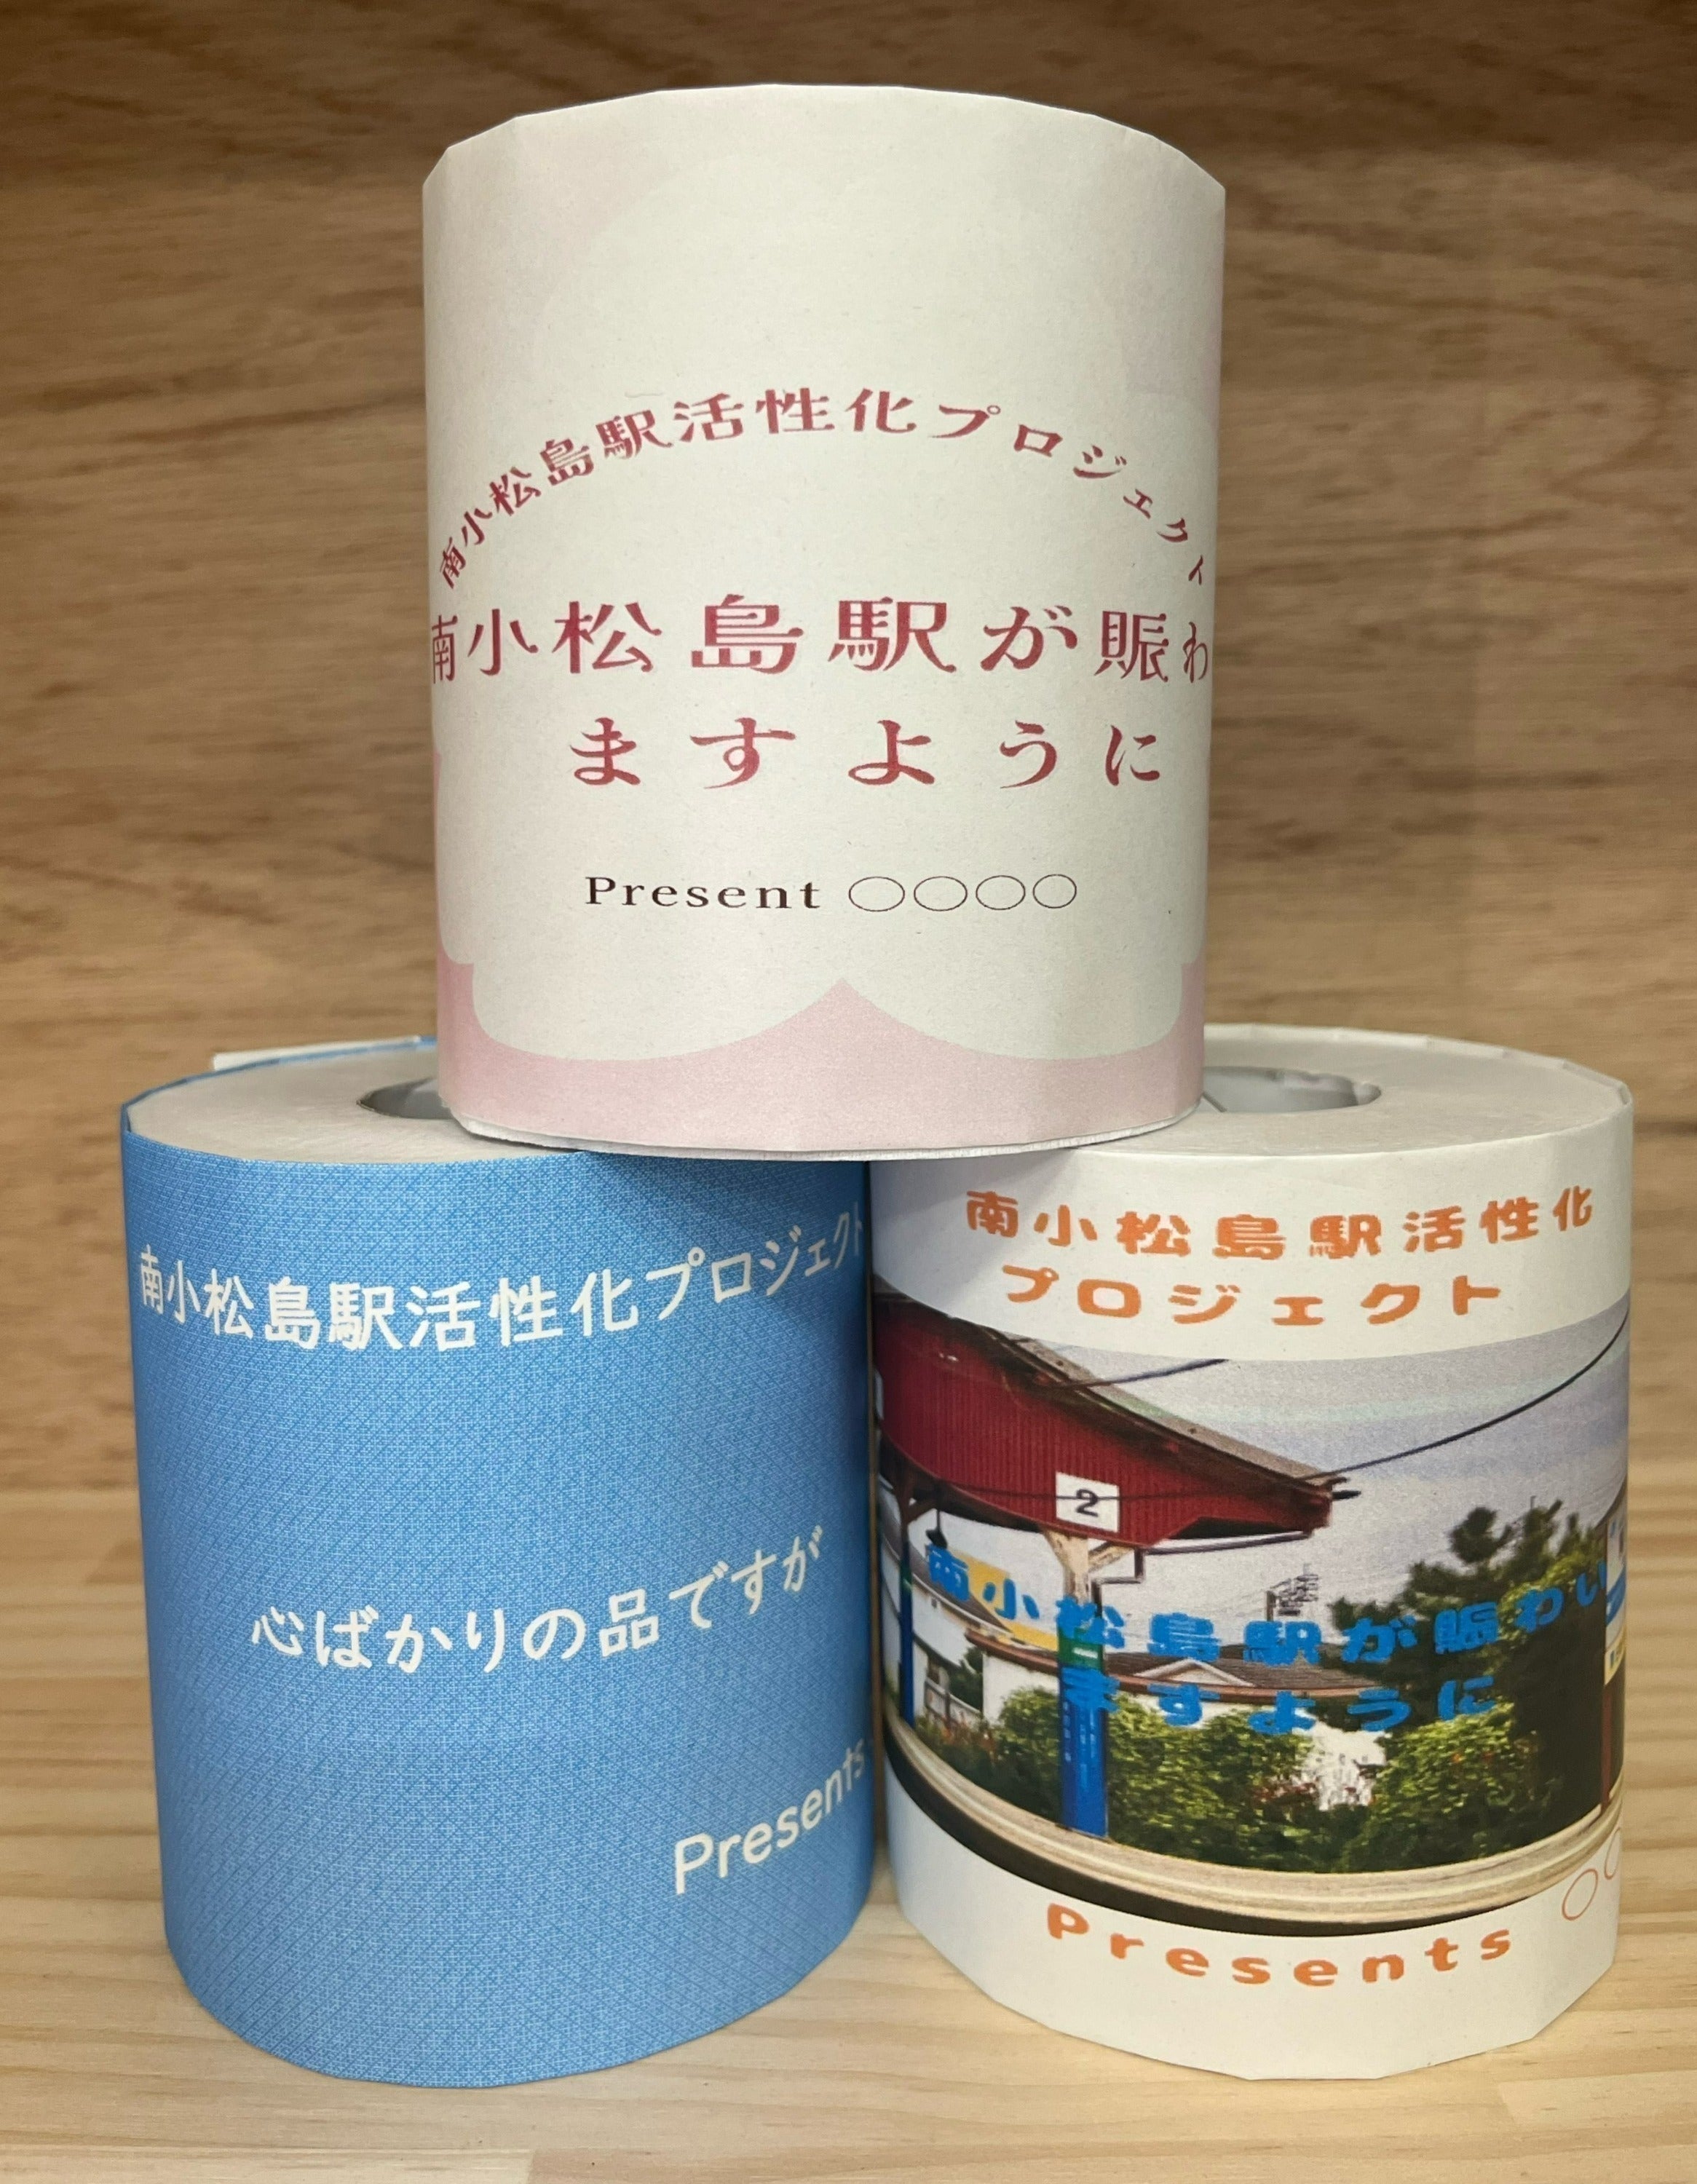 南小松島駅活性化プロジェクト
南小松島駅が賑わ
ますように
Present ○○○○
南小松島駅活性化プロジェクト
心ばかりの品ですが
Presents
南小松島駅活性化
プロジェクト
2
南小松島駅が賑わい
ますように
Presents ○○